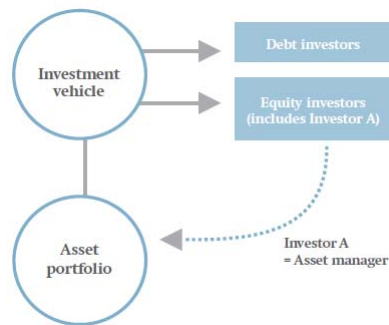 Debt investors
Investment
vehicle
Equity investors
(includes Investor A)
Asset
portfolio
Investor A
= Asset manager